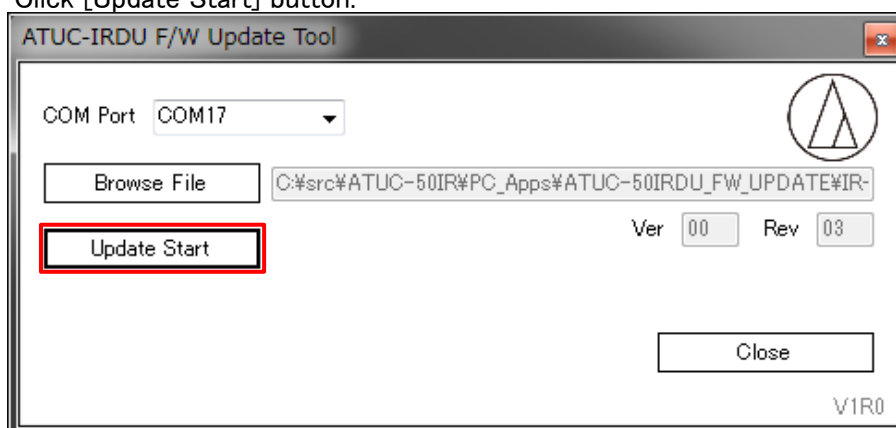 Click [Update Start] button.
ATUC-IRDU F/W Update Tool
COM Port COM17
Browse File C:¥src¥ATUC-50IR¥PC_Apps¥ATUC-50IRDU_FW_UPDATE¥IR-
Update Start Ver 00 Rev 03
Close
V1R0